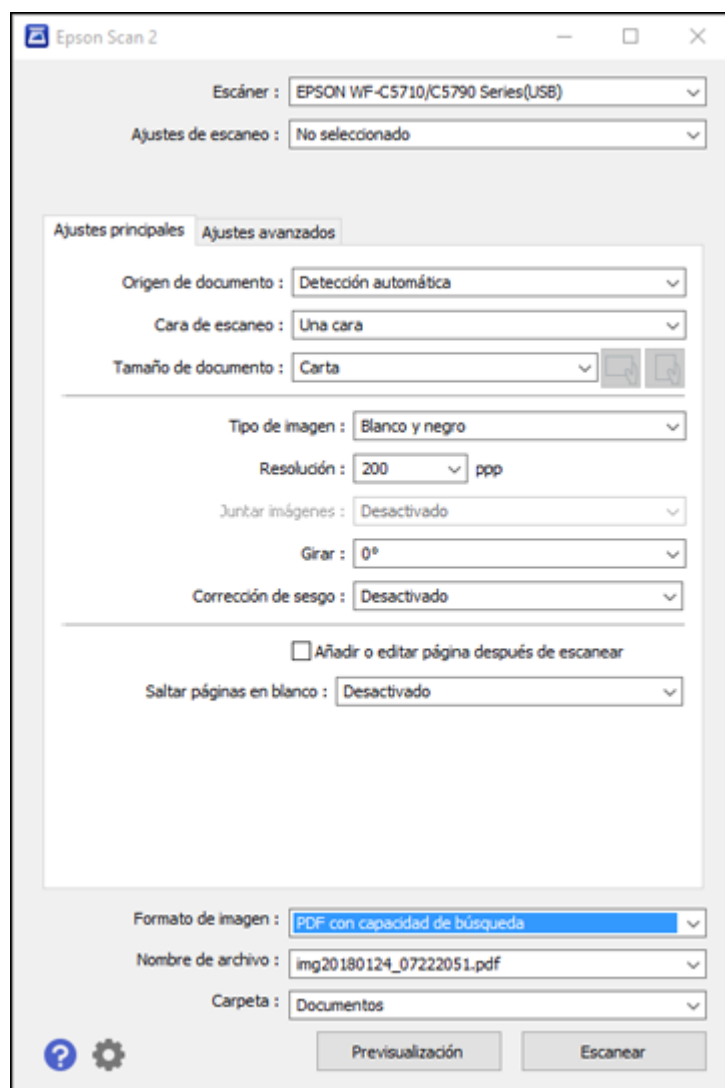 Epson Scan 2
Escáner : EPSON WF-C5710/C5790 Series(USB)
Ajustes de escaneo : No seleccionado
Ajustes principales Ajustes avanzados
Origen de documento : Detección automática
Cara de escaneo : Una cara
Tamaño de documento : Carta
Tipo de imagen : Blanco y negro
Resolución : 200 ppp
Juntar imágenes : Desactivado
Girar : 0°
Corrección de sesgo : Desactivado
Añadir o editar página después de escanear
Saltar páginas en blanco : Desactivado
Formato de imagen : PDF con capacidad de búsqueda
Nombre de archivo : img20180124_07222051.pdf
Carpeta : Documentos
? Previsualización Escanear